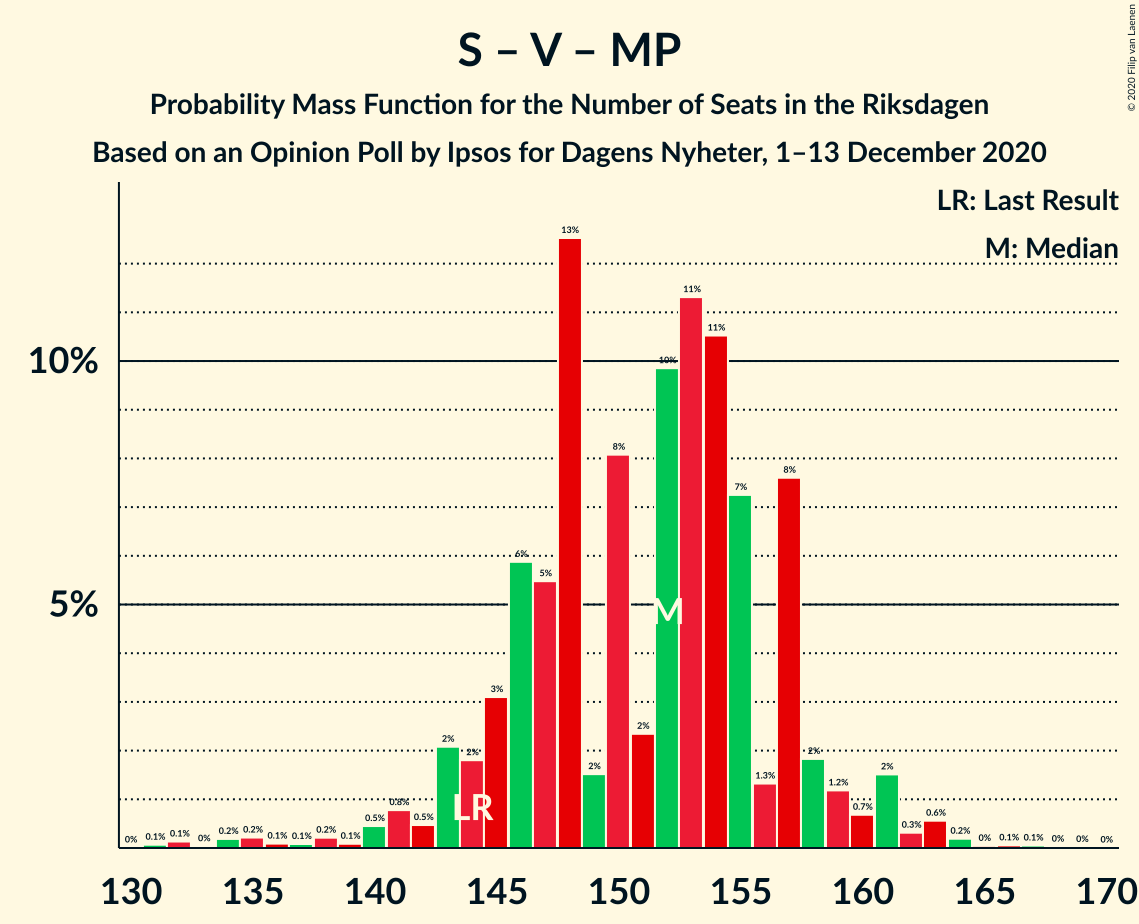 S – V – MP
Probability Mass Function for the Number of Seats in the Riksdagen
Based on an Opinion Poll by Ipsos for Dagens Nyheter, 1–13 December 2020
© 2020 Filip van Laenen
LR: Last Result
M: Median
10%
5%
0% 0.1% 0.1% 0% 0.2% 0.2% 0.1% 0.1% 0.2% 0.1% 0.5% 0.8% 0.5% 2% 2% 3% 6% 5% 13% 2% 8% 2% 10% 11% 11% 7% 1.3% 8% 2% 1.2% 0.7% 2% 0.3% 0.6% 0.2% 0% 0.1% 0.1% 0% 0% 0%
M
LR
130 135 140 145 150 155 160 165 170